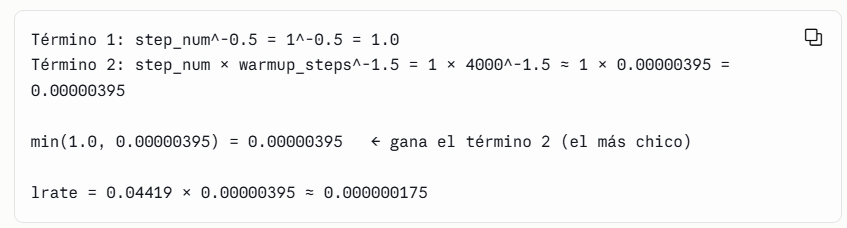 Término 1: step_num^-0.5 = 1^-0.5 = 1.0
Término 2: step_num × warmup_steps^-1.5 = 1 × 4000^-1.5 ≈ 1 × 0.00000395 =
0.00000395
min(1.0, 0.00000395) = 0.00000395   ← gana el término 2 (el más chico)
lrate = 0.04419 × 0.00000395 ≈ 0.000000175